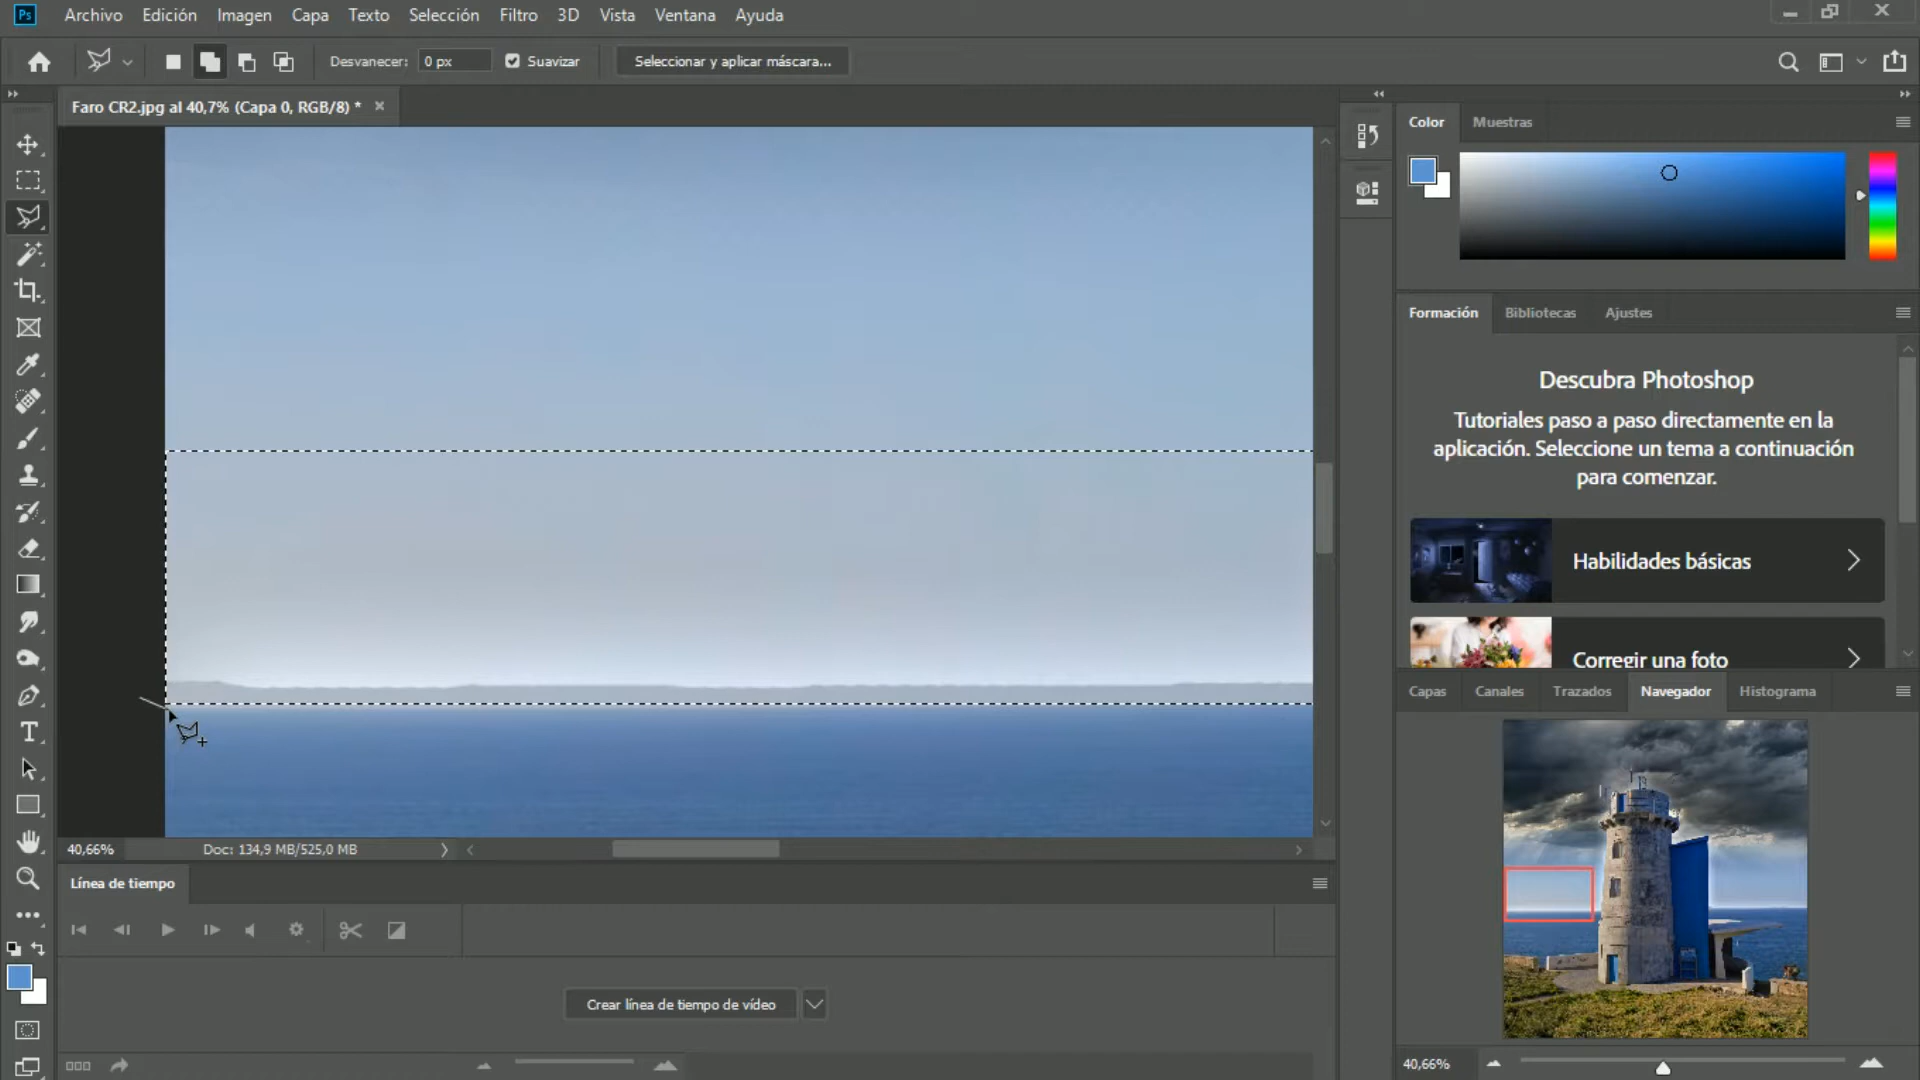 Ps Archivo Edición Imagen Capa Texto Selección Filtro 3D Vista Ventana Ayuda
Desvanecer: 0 px Suavizar Seleccionar y aplicar máscara...
Faro CR2.jpg al 40,7% (Capa 0, RGB/8) *
Color Muestras
Formación Bibliotecas Ajustes
Descubra Photoshop
Tutoriales paso a paso directamente en la
aplicación. Seleccione un tema a continuación
para comenzar.
Habilidades básicas
Corregir una foto
Capas Canales Trazados Navegador Histograma
40,66% Doc: 134,9 MB/525,0 MB
Línea de tiempo
Crear línea de tiempo de vídeo
40,66%